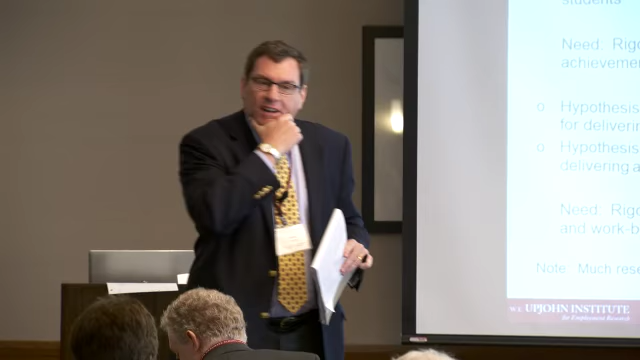 students
Need. Rigo
achievemen
o Hypothesis
for deliverin
o Hypothesis
delivering a
Need. Rigo
and work-b
Note: Much rese
W.E. UPJOHN INSTITUTE
for Employment Research